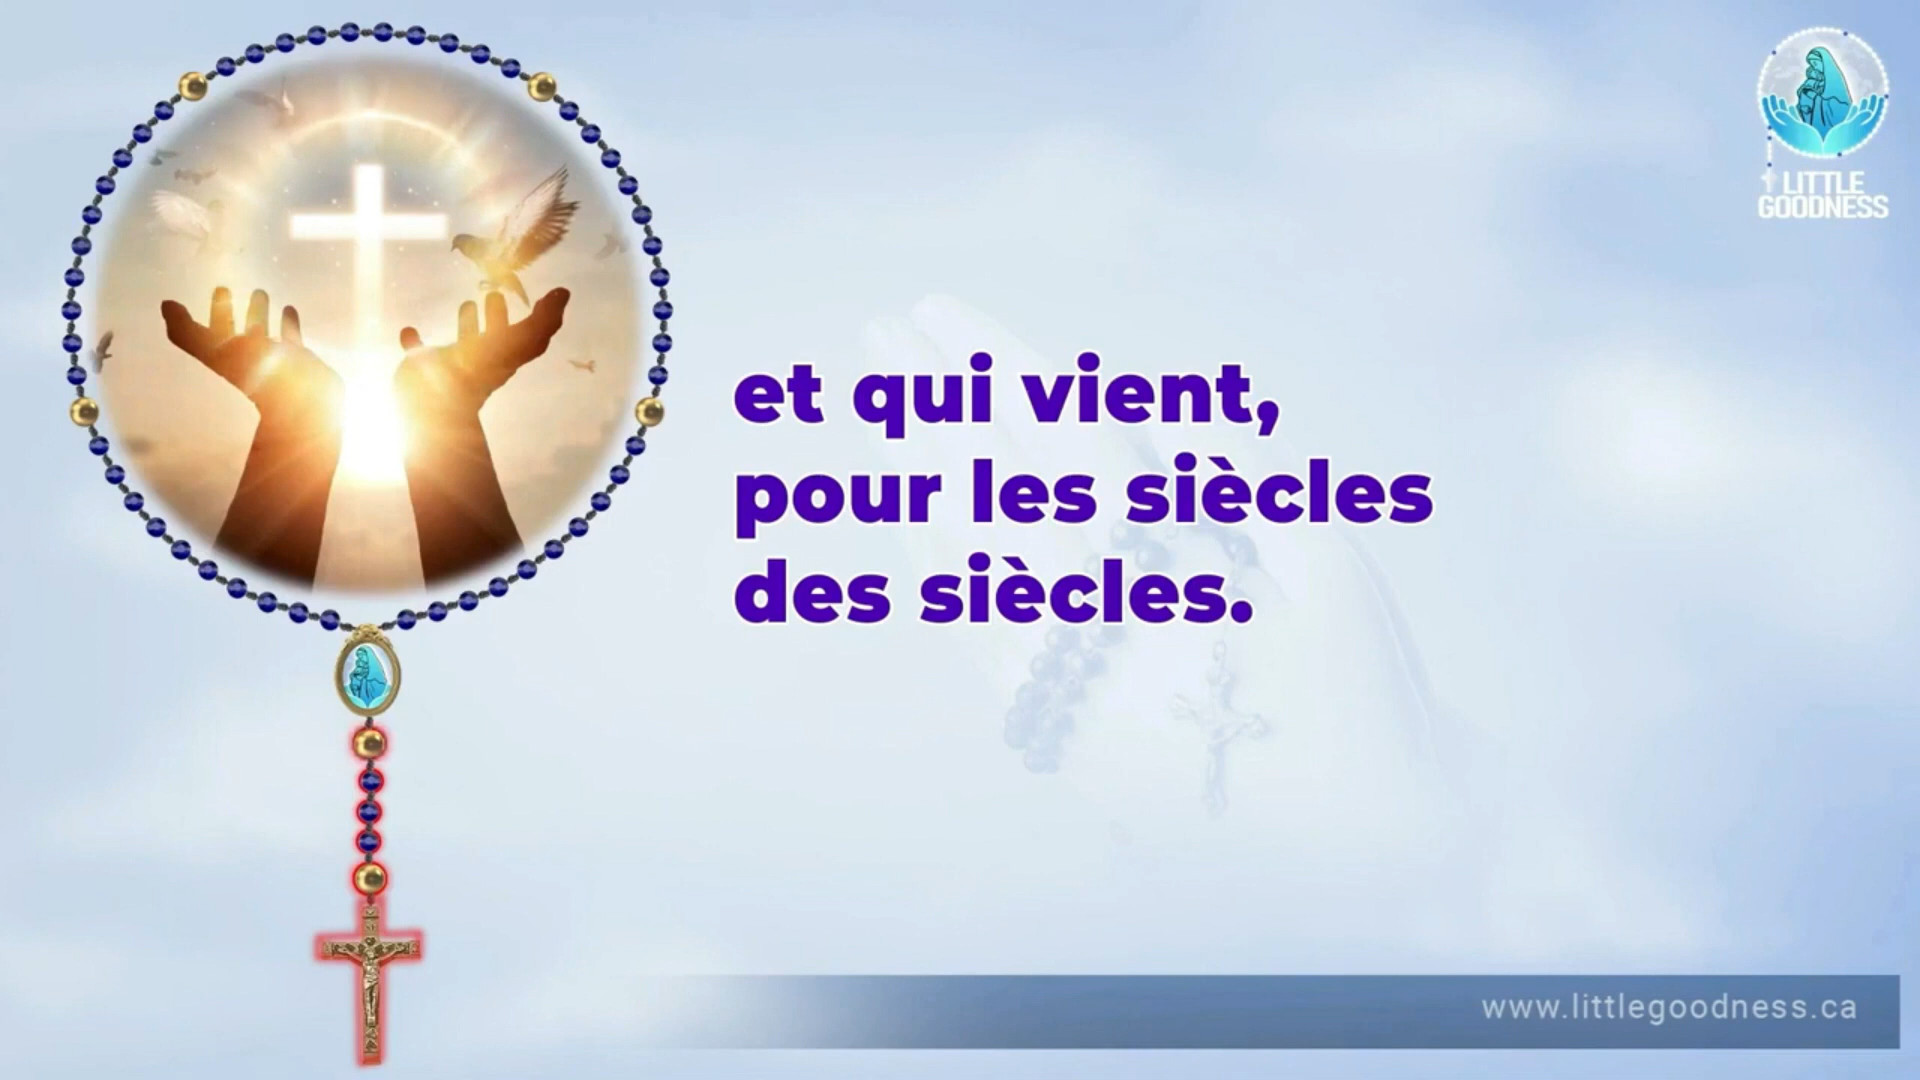 LITTLE
GOODNESS
et qui vient,
pour les siècles
des siècles.
www.littlegoodness.ca